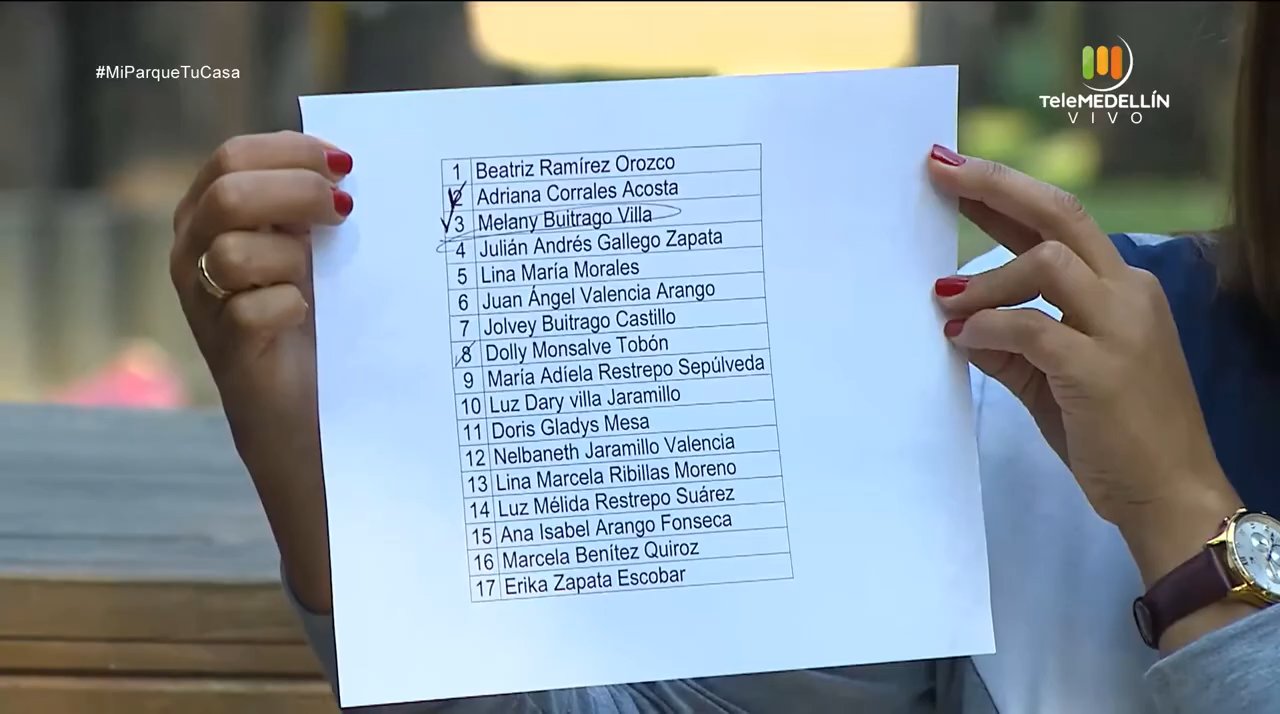 #MiParqueTuCasa
TeleMEDELLÍN
VIVO
1 Beatriz Ramírez Orozco
2 Adriana Corrales Acosta
3 Melany Buitrago Villa
4 Julián Andrés Gallego Zapata
5 Lina María Morales
6 Juan Ángel Valencia Arango
7 Jolvey Buitrago Castillo
8 Dolly Monsalve Tobón
9 María Adíela Restrepo Sepúlveda
10 Luz Dary villa Jaramillo
11 Doris Gladys Mesa
12 Nelbaneth Jaramillo Valencia
13 Lina Marcela Ribillas Moreno
14 Luz Mélida Restrepo Suárez
15 Ana Isabel Arango Fonseca
16 Marcela Benítez Quiroz
17 Erika Zapata Escobar